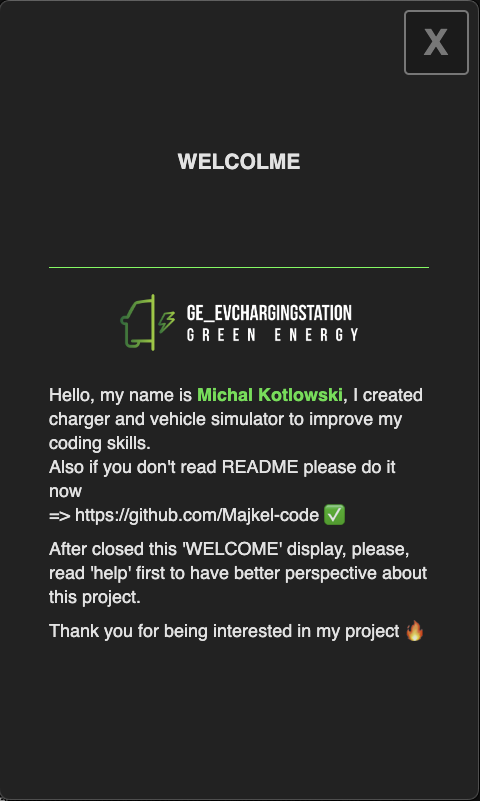 X
WELCOLME
GE_EVCHARGINGSTATION
GREEN ENERGY
Hello, my name is Michal Kotlowski, I created
charger and vehicle simulator to improve my
coding skills.
Also if you don't read README please do it
now
=> https://github.com/Majkel-code ✅
After closed this 'WELCOME' display, please,
read 'help' first to have better perspective about
this project.
Thank you for being interested in my project 🔥